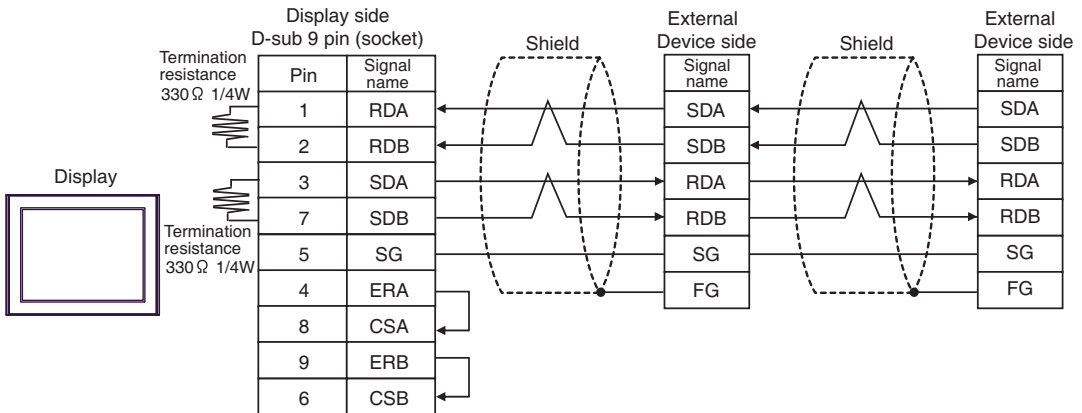 Display side
D-sub 9 pin (socket)
Termination
resistance
330Ω 1/4W
Pin Signal name
1 RDA
2 RDB
3 SDA
7 SDB
5 SG
4 ERA
8 CSA
9 ERB
6 CSB
Termination
resistance
330Ω 1/4W
Display
Shield
External
Device side
Signal
name
SDA
SDB
RDA
RDB
SG
FG
Shield
External
Device side
Signal
name
SDA
SDB
RDA
RDB
SG
FG